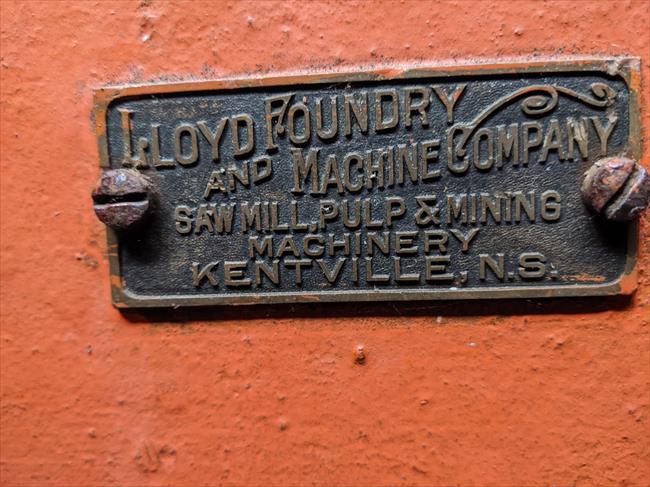 LLOYD FOUNDRY
AND MACHINE COMPANY
SAW MILL, PULP & MINING
MACHINERY
KENTVILLE, N.S.